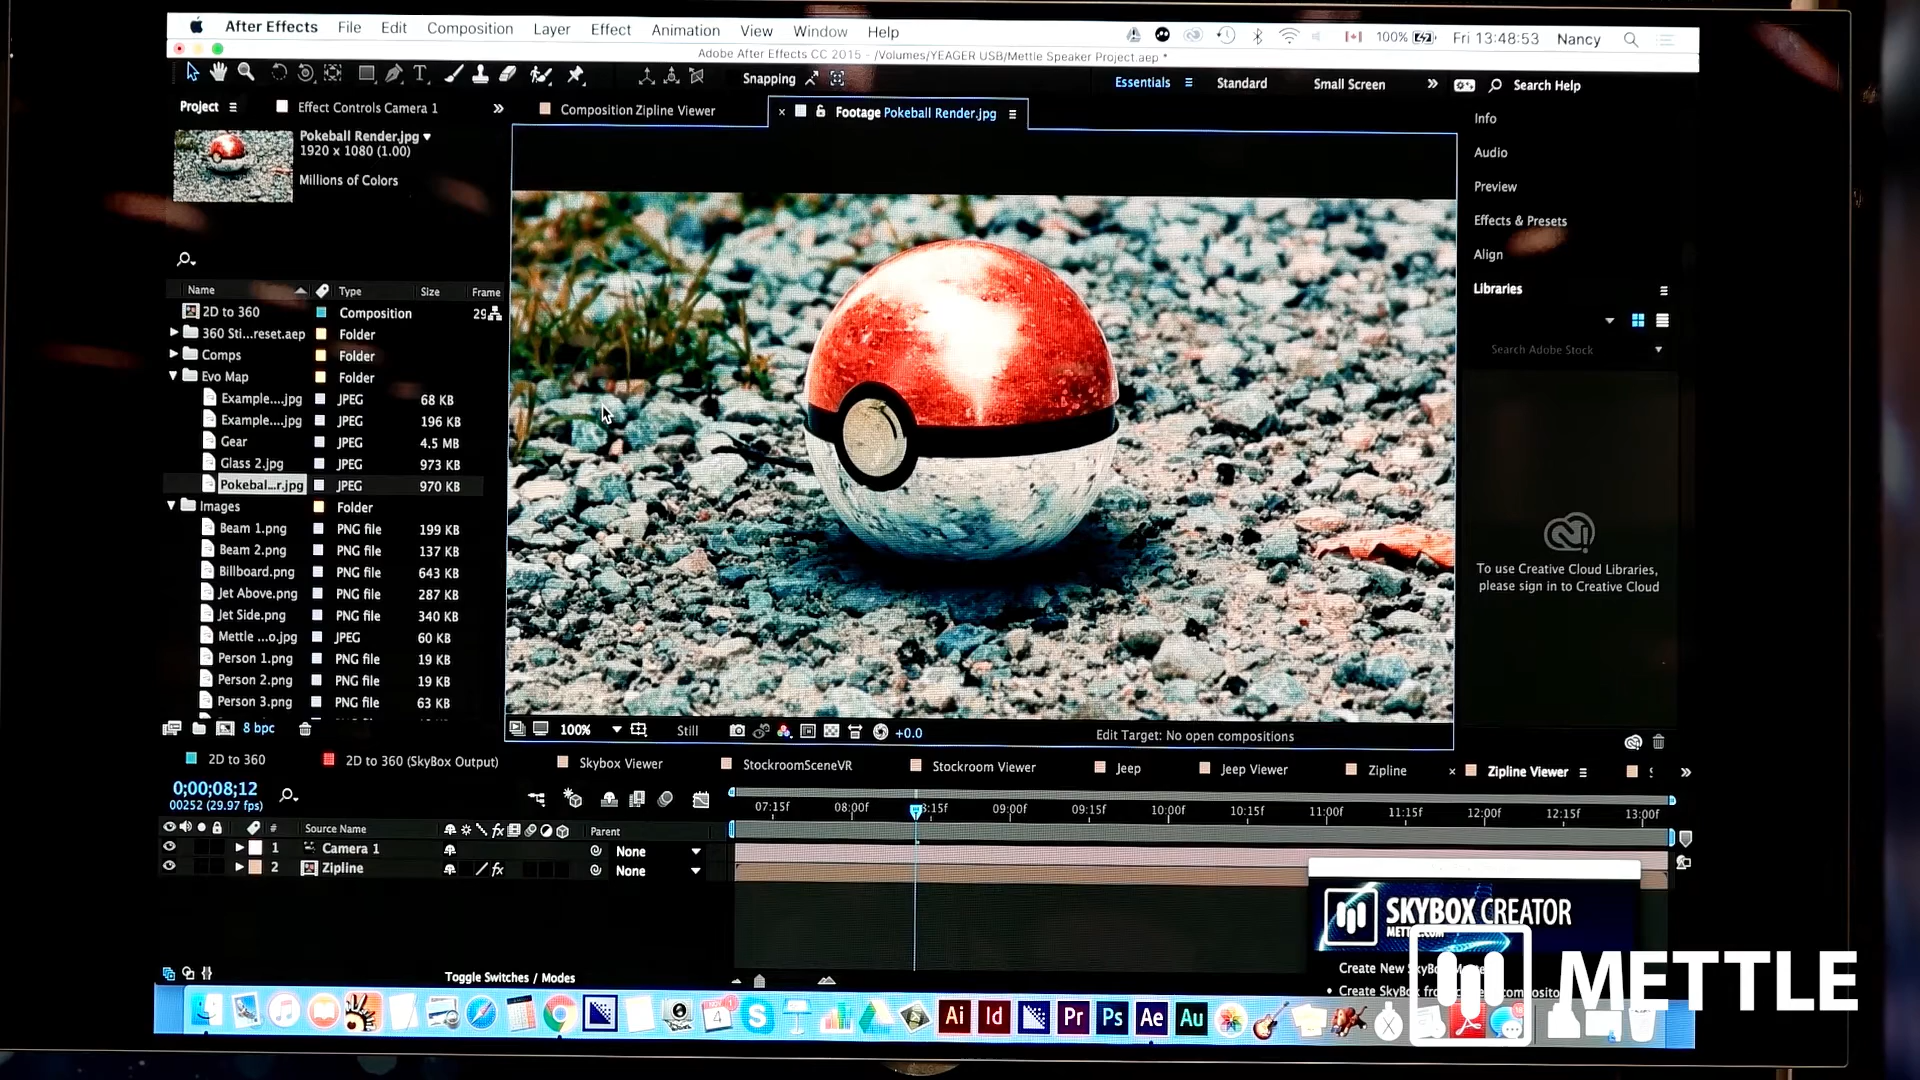 After Effects File Edit Composition Layer Effect Animation View Window Help 100% Fri 13:48:53 Nancy
Adobe After Effects CC 2015 - /Volumes/YEAGER USB/Mettle Speaker Project.aep *
Snapping Essentials Standard Small Screen Search Help
Project Effect Controls Camera 1 Composition Zipline Viewer Footage Pokeball Render.jpg
Pokeball Render.jpg
1920 x 1080 (1.00)
Millions of Colors
Info
Audio
Preview
Effects & Presets
Align
Libraries
Search Adobe Stock
To use Creative Cloud Libraries,
please sign in to Creative Cloud
Name Type Size Frame
2D to 360 Composition 29
360 Sti...reset.aep Folder
Comps Folder
Evo Map Folder
Example....jpg JPEG 68 KB
Example....jpg JPEG 196 KB
Gear JPEG 4.5 MB
Glass 2.jpg JPEG 973 KB
Pokebal...r.jpg JPEG 970 KB
Images Folder
Beam 1.png PNG file 199 KB
Beam 2.png PNG file 137 KB
Billboard.png PNG file 643 KB
Jet Above.png PNG file 287 KB
Jet Side.png PNG file 340 KB
Mettle ...o.jpg JPEG 60 KB
Person 1.png PNG file 19 KB
Person 2.png PNG file 19 KB
Person 3.png PNG file 63 KB
8 bpc 100% Still +0.0 Edit Target: No open compositions
2D to 360 2D to 360 (SkyBox Output) Skybox Viewer StockroomSceneVR Stockroom Viewer Jeep Jeep Viewer Zipline Zipline Viewer
0;00;08;12
00252 (29.97 fps)
07:15f 08:00f 8:15f 09:00f 09:15f 10:00f 10:15f 11:00f 11:15f 12:00f 12:15f 13:00f
# Source Name fx Parent
1 Camera 1 None
2 Zipline fx None
SKYBOX CREATOR
METTLE.COM
Create New
Create SkyBox
METTLE
Toggle Switches / Modes
NOV 4 1 S Ai Id Pr Ps Ae Au X